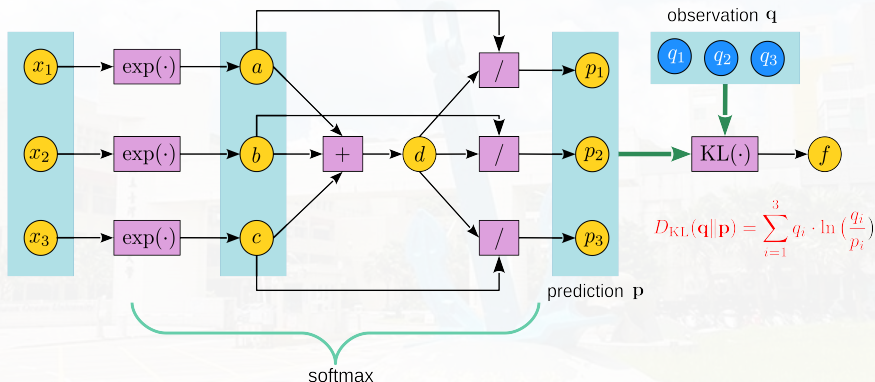 observation q
q₁ q₂ q₃
x₁ exp(·) a / p₁
x₂ exp(·) b + d / p₂ KL(·) f
x₃ exp(·) c / p₃
D_KL(q∥p) = ∑_{i=1}^{3} q_i · ln(q_i/p_i)
prediction p
softmax